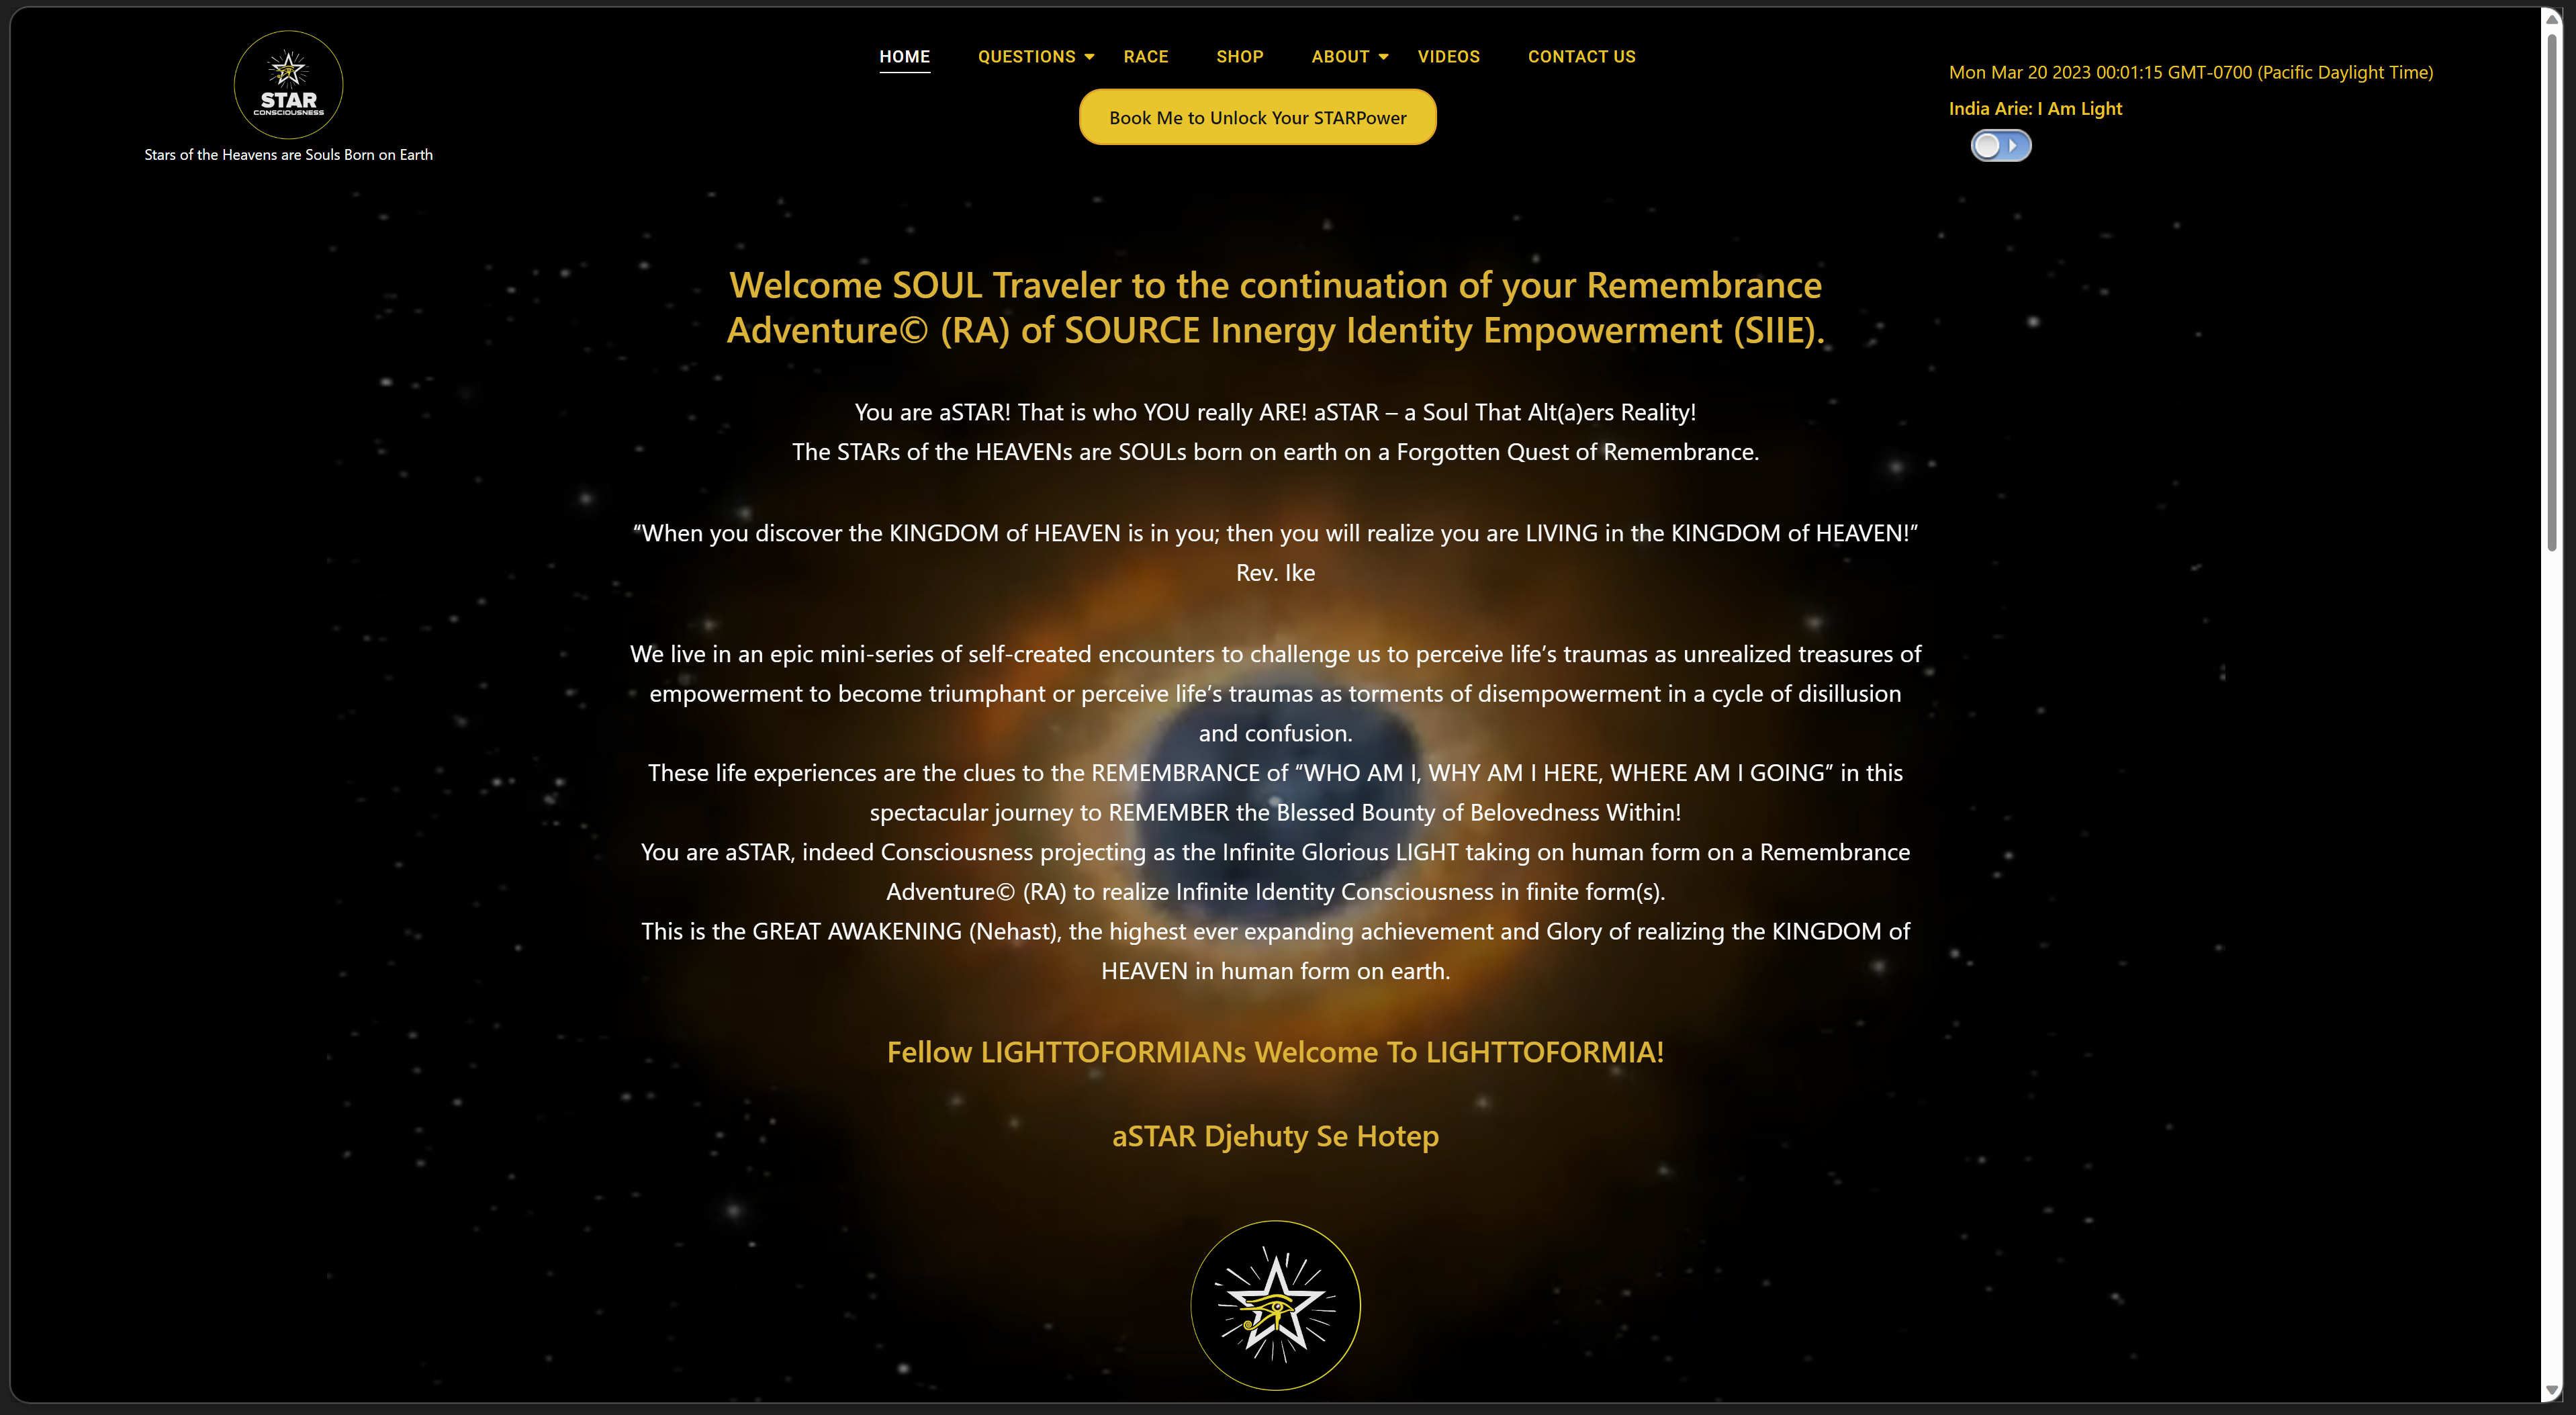 STAR
CONSCIOUSNESS
Stars of the Heavens are Souls Born on Earth
HOME QUESTIONS RACE SHOP ABOUT VIDEOS CONTACT US
Book Me to Unlock Your STARPower
Mon Mar 20 2023 00:01:15 GMT-0700 (Pacific Daylight Time)
India Arie: I Am Light
Welcome SOUL Traveler to the continuation of your Remembrance
Adventure© (RA) of SOURCE Innergy Identity Empowerment (SIIE).
You are aSTAR! That is who YOU really ARE! aSTAR – a Soul That Alt(a)ers Reality!
The STARs of the HEAVENs are SOULs born on earth on a Forgotten Quest of Remembrance.
“When you discover the KINGDOM of HEAVEN is in you; then you will realize you are LIVING in the KINGDOM of HEAVEN!”
Rev. Ike
We live in an epic mini-series of self-created encounters to challenge us to perceive life’s traumas as unrealized treasures of
empowerment to become triumphant or perceive life’s traumas as torments of disempowerment in a cycle of disillusion
and confusion.
These life experiences are the clues to the REMEMBRANCE of “WHO AM I, WHY AM I HERE, WHERE AM I GOING” in this
spectacular journey to REMEMBER the Blessed Bounty of Belovedness Within!
You are aSTAR, indeed Consciousness projecting as the Infinite Glorious LIGHT taking on human form on a Remembrance
Adventure© (RA) to realize Infinite Identity Consciousness in finite form(s).
This is the GREAT AWAKENING (Nehast), the highest ever expanding achievement and Glory of realizing the KINGDOM of
HEAVEN in human form on earth.
Fellow LIGHTTOFORMIANs Welcome To LIGHTTOFORMIA!
aSTAR Djehuty Se Hotep